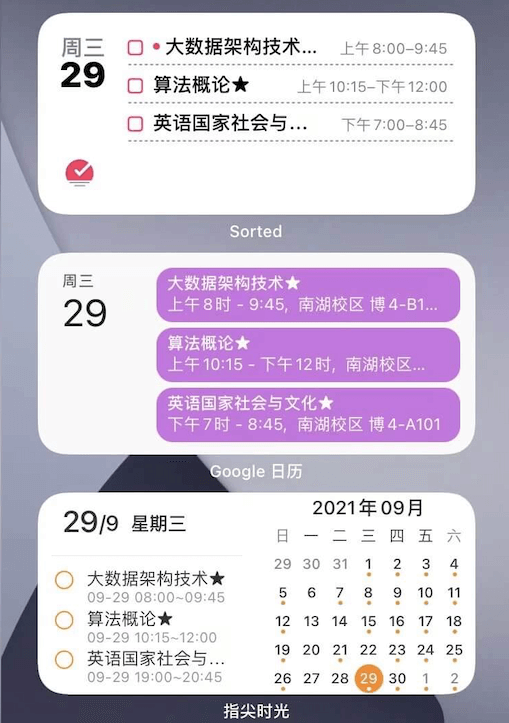 周三
29
大数据架构技术... 上午8:00–9:45
算法概论★ 上午10:15–下午12:00
英语国家社会与... 下午7:00–8:45
Sorted
周三
29
大数据架构技术★
上午8时 - 9:45, 南湖校区 博4-B1...
算法概论★
上午10:15 - 下午12时, 南湖校区...
英语国家社会与文化★
下午7时 - 8:45, 南湖校区 博4-A101
Google 日历
29/9 星期三
大数据架构技术★
09-29 08:00~09:45
算法概论★
09-29 10:15~12:00
英语国家社会与...
09-29 19:00~20:45
2021年09月
日 一 二 三 四 五 六
29 30 31 1 2 3 4
5 6 7 8 9 10 11
12 13 14 15 16 17 18
19 20 21 22 23 24 25
26 27 28 29 30 1 2
指尖时光